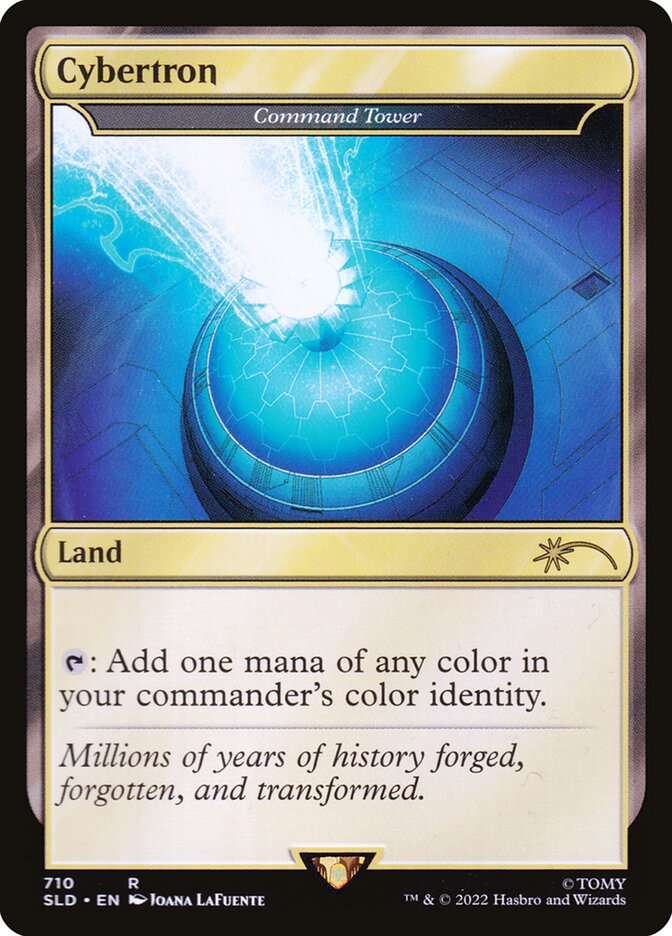 Cybertron
Command Tower
Land
: Add one mana of any color in
your commander's color identity.
Millions of years of history forged,
forgotten, and transformed.
710 R
SLD • EN Joana LaFuente
© TOMY
™ & © 2022 Hasbro and Wizards